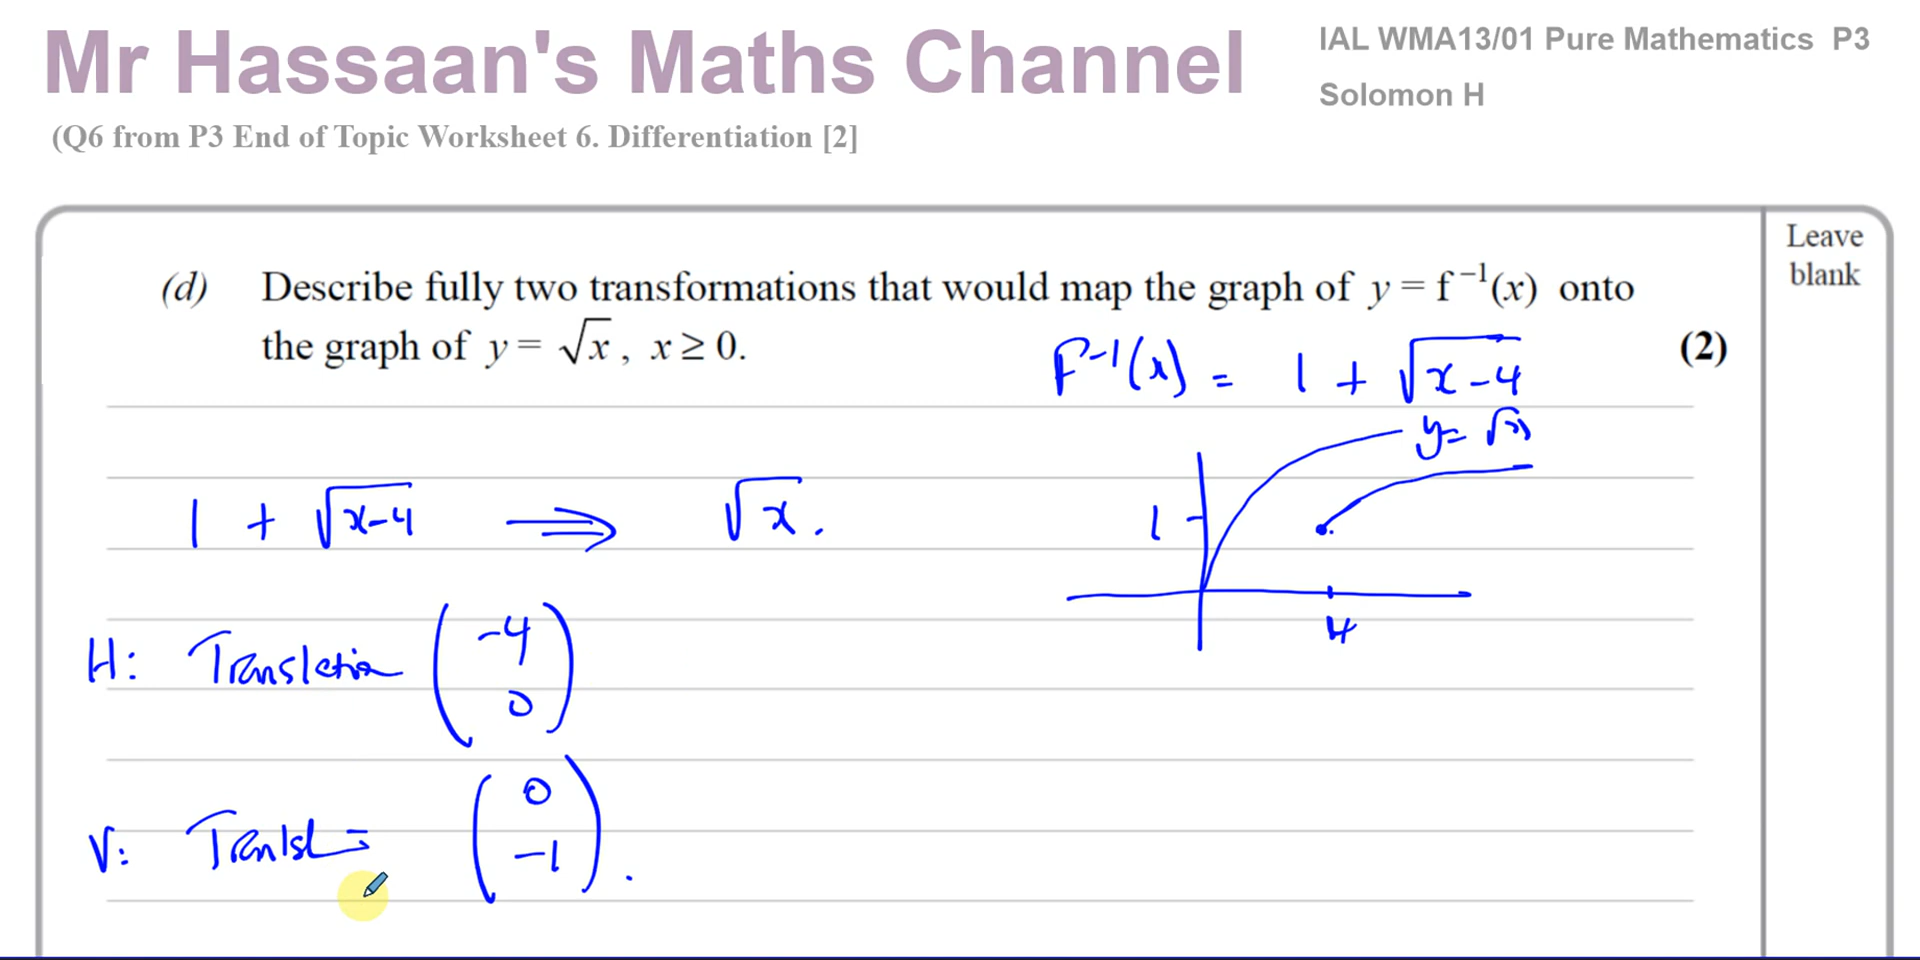 Mr Hassaan's Maths Channel
IAL WMA13/01 Pure Mathematics P3
Solomon H
(Q6 from P3 End of Topic Worksheet 6. Differentiation [2]
Leave
blank
(d) Describe fully two transformations that would map the graph of y = f⁻¹(x) onto
the graph of y = √x, x ≥ 0.
(2)
F⁻¹(x) = 1 + √(x-4)
y = √x
1 + √(x-4) ⟹ √x.
1
4
H: Translation (-4
0)
V: Transl= (0
-1).